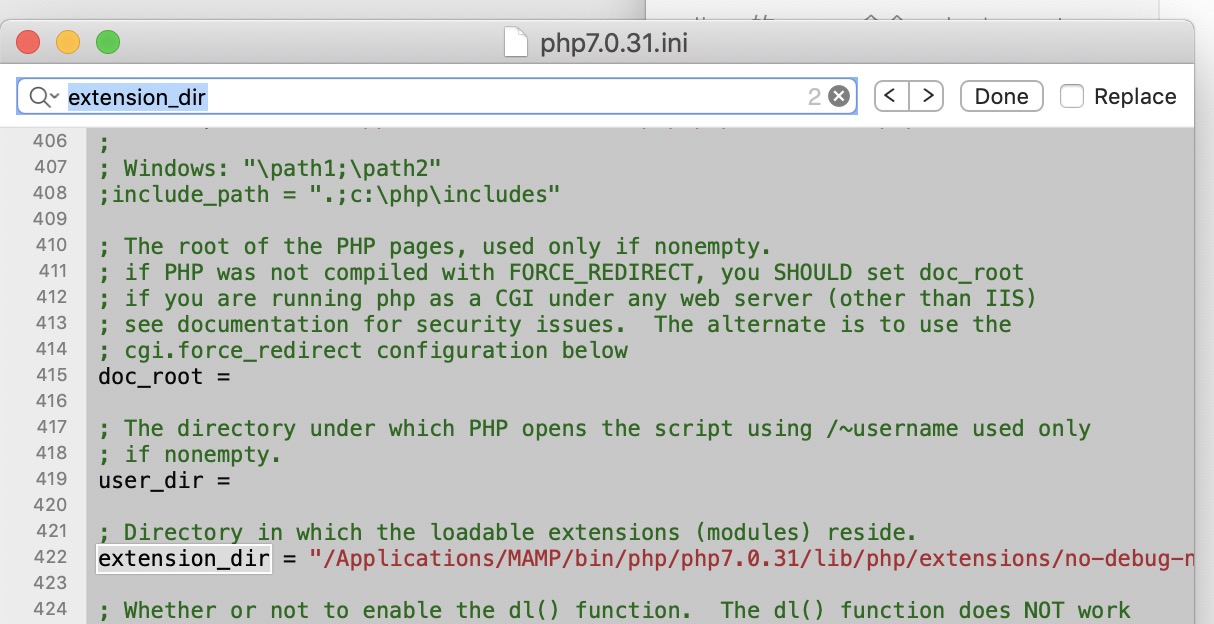 php7.0.31.ini
extension_dir 2 < > Done Replace
406 ;
407 ; Windows: "\path1;\path2"
408 ;include_path = ".;c:\php\includes"
409
410 ; The root of the PHP pages, used only if nonempty.
411 ; if PHP was not compiled with FORCE_REDIRECT, you SHOULD set doc_root
412 ; if you are running php as a CGI under any web server (other than IIS)
413 ; see documentation for security issues.  The alternate is to use the
414 ; cgi.force_redirect configuration below
415 doc_root =
416
417 ; The directory under which PHP opens the script using /~username used only
418 ; if nonempty.
419 user_dir =
420
421 ; Directory in which the loadable extensions (modules) reside.
422 extension_dir = "/Applications/MAMP/bin/php/php7.0.31/lib/php/extensions/no-debug-n
423
424 ; Whether or not to enable the dl() function.  The dl() function does NOT work